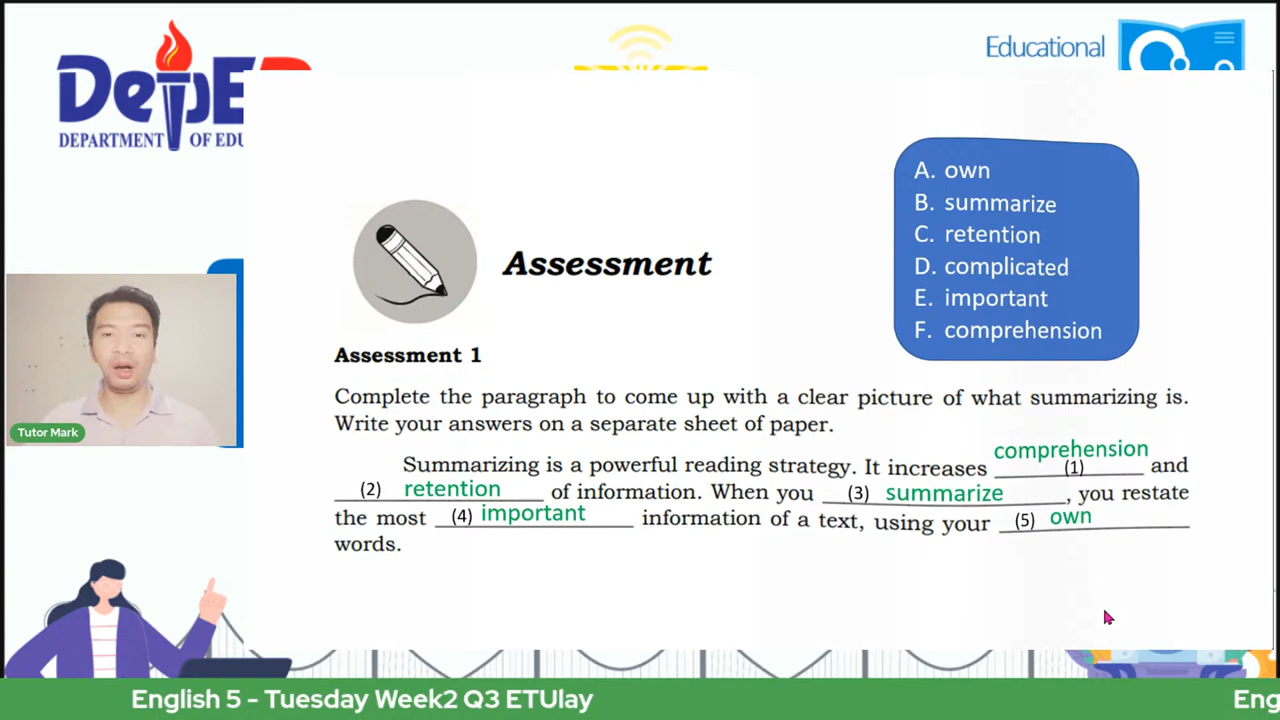 DepE
DEPARTMENT OF EDU
Educational
A. own
B. summarize
C. retention
D. complicated
E. important
F. comprehension
Assessment
Tutor Mark
Assessment 1
Complete the paragraph to come up with a clear picture of what summarizing is.
Write your answers on a separate sheet of paper.
comprehension
Summarizing is a powerful reading strategy. It increases (1) and
(2) retention of information. When you (3) summarize, you restate
the most (4) important information of a text, using your (5) own
words.
English 5 - Tuesday Week2 Q3 ETUlay
Eng